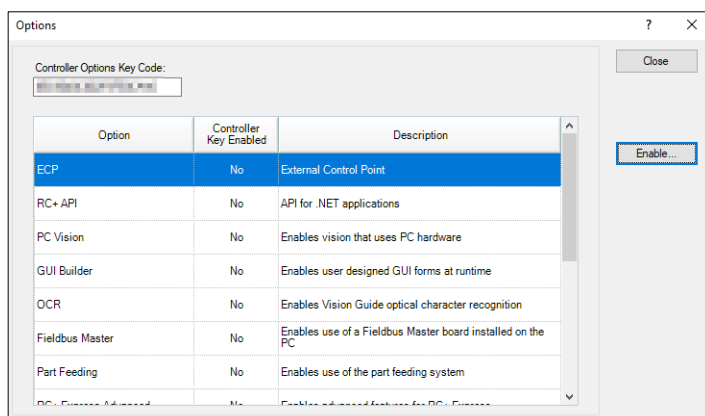 Options
? X
Controller Options Key Code:
Close
Enable...
Option Controller Key Enabled Description
ECP No External Control Point
RC+ API No API for .NET applications
PC Vision No Enables vision that uses PC hardware
GUI Builder No Enables user designed GUI forms at runtime
OCR No Enables Vision Guide optical character recognition
Fieldbus Master No Enables use of a Fieldbus Master board installed on the
PC
Part Feeding No Enables use of the part feeding system